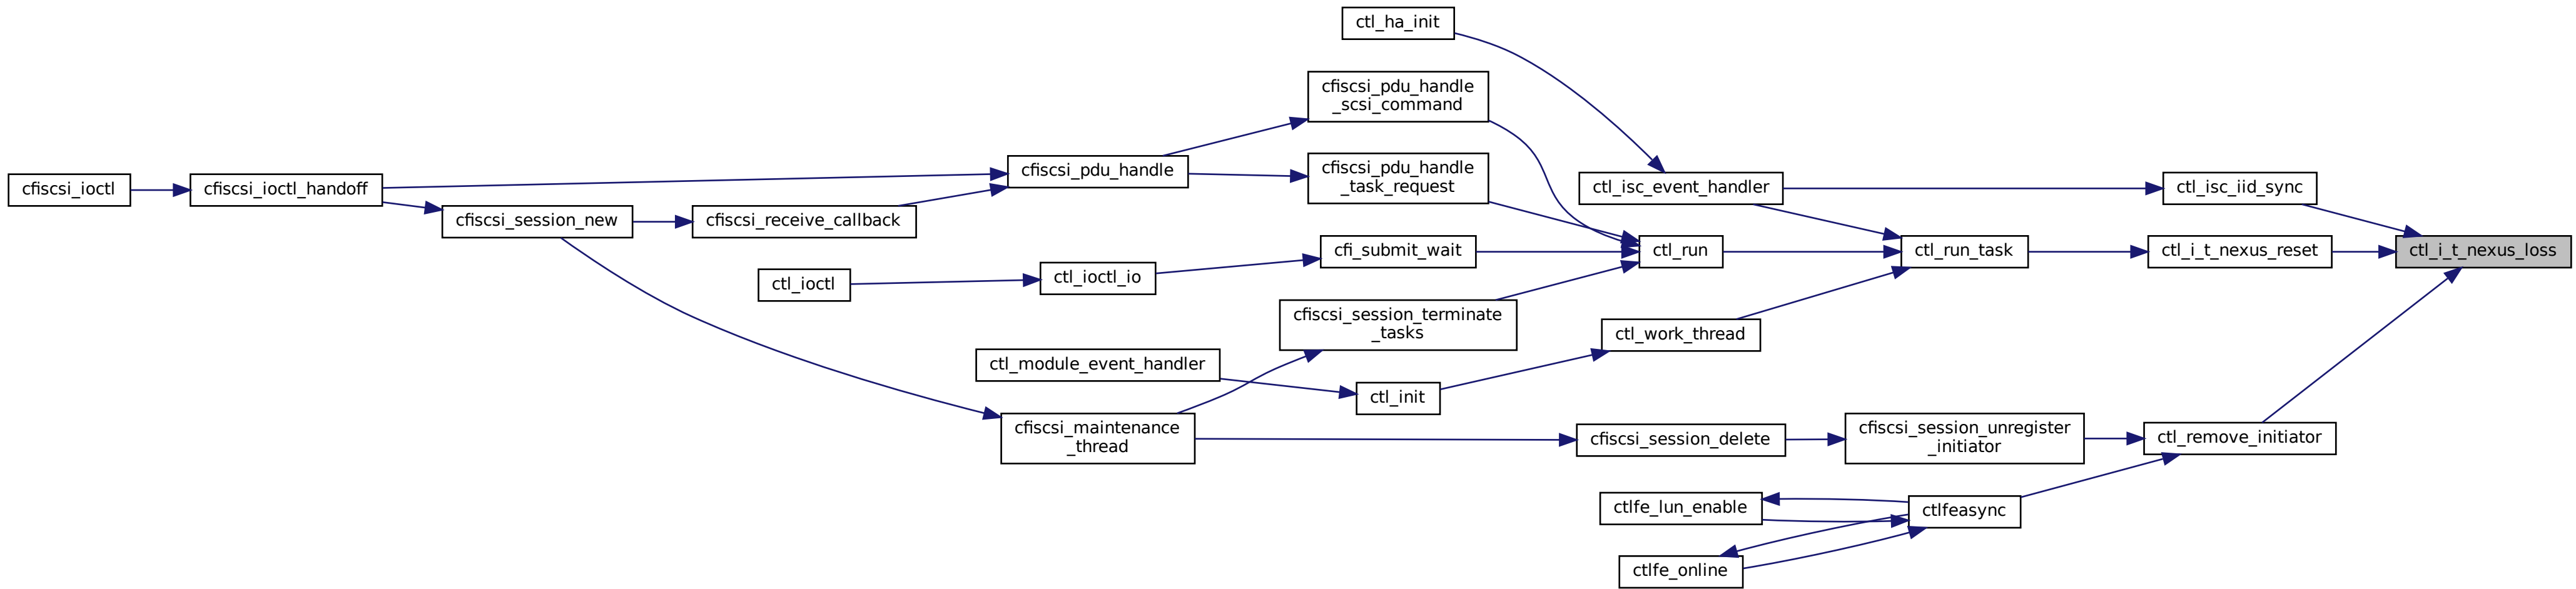 ctl_ha_init
cfiscsi_pdu_handle
_scsi_command
cfiscsi_pdu_handle
cfiscsi_pdu_handle
_task_request
cfiscsi_ioctl
cfiscsi_ioctl_handoff
ctl_isc_event_handler
ctl_isc_iid_sync
cfiscsi_session_new
cfiscsi_receive_callback
cfi_submit_wait
ctl_run
ctl_run_task
ctl_i_t_nexus_reset
ctl_i_t_nexus_loss
ctl_ioctl
ctl_ioctl_io
cfiscsi_session_terminate
_tasks
ctl_work_thread
ctl_module_event_handler
ctl_init
cfiscsi_maintenance
_thread
cfiscsi_session_delete
cfiscsi_session_unregister
_initiator
ctl_remove_initiator
ctlfe_lun_enable
ctlfeasync
ctlfe_online